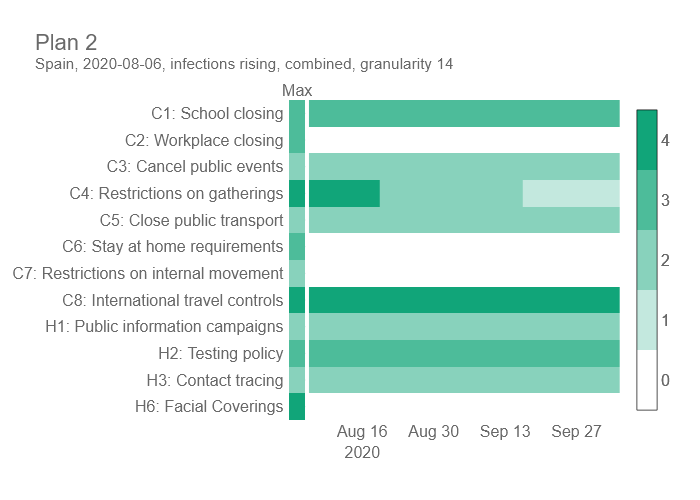 Plan 2
Spain, 2020-08-06, infections rising, combined, granularity 14
Max
C1: School closing
C2: Workplace closing
C3: Cancel public events
C4: Restrictions on gatherings
C5: Close public transport
C6: Stay at home requirements
C7: Restrictions on internal movement
C8: International travel controls
H1: Public information campaigns
H2: Testing policy
H3: Contact tracing
H6: Facial Coverings
Aug 16 Aug 30 Sep 13 Sep 27
2020
4
3
2
1
0